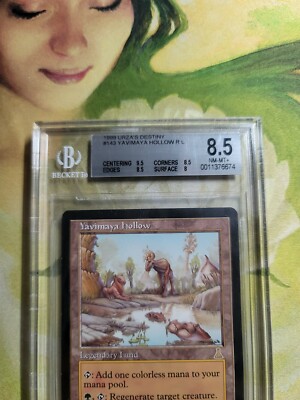 1999 URZA'S DESTINY
#143 YAVIMAYA HOLLOW R L
8.5
NM-MT+
CENTERING 9.5 CORNERS 8.5
EDGES 8.5 SURFACE 9
0011376674
BECKETT
Yavimaya Hollow
Legendary Land
: Add one colorless mana to
your mana pool.
: Regenerate target creature.